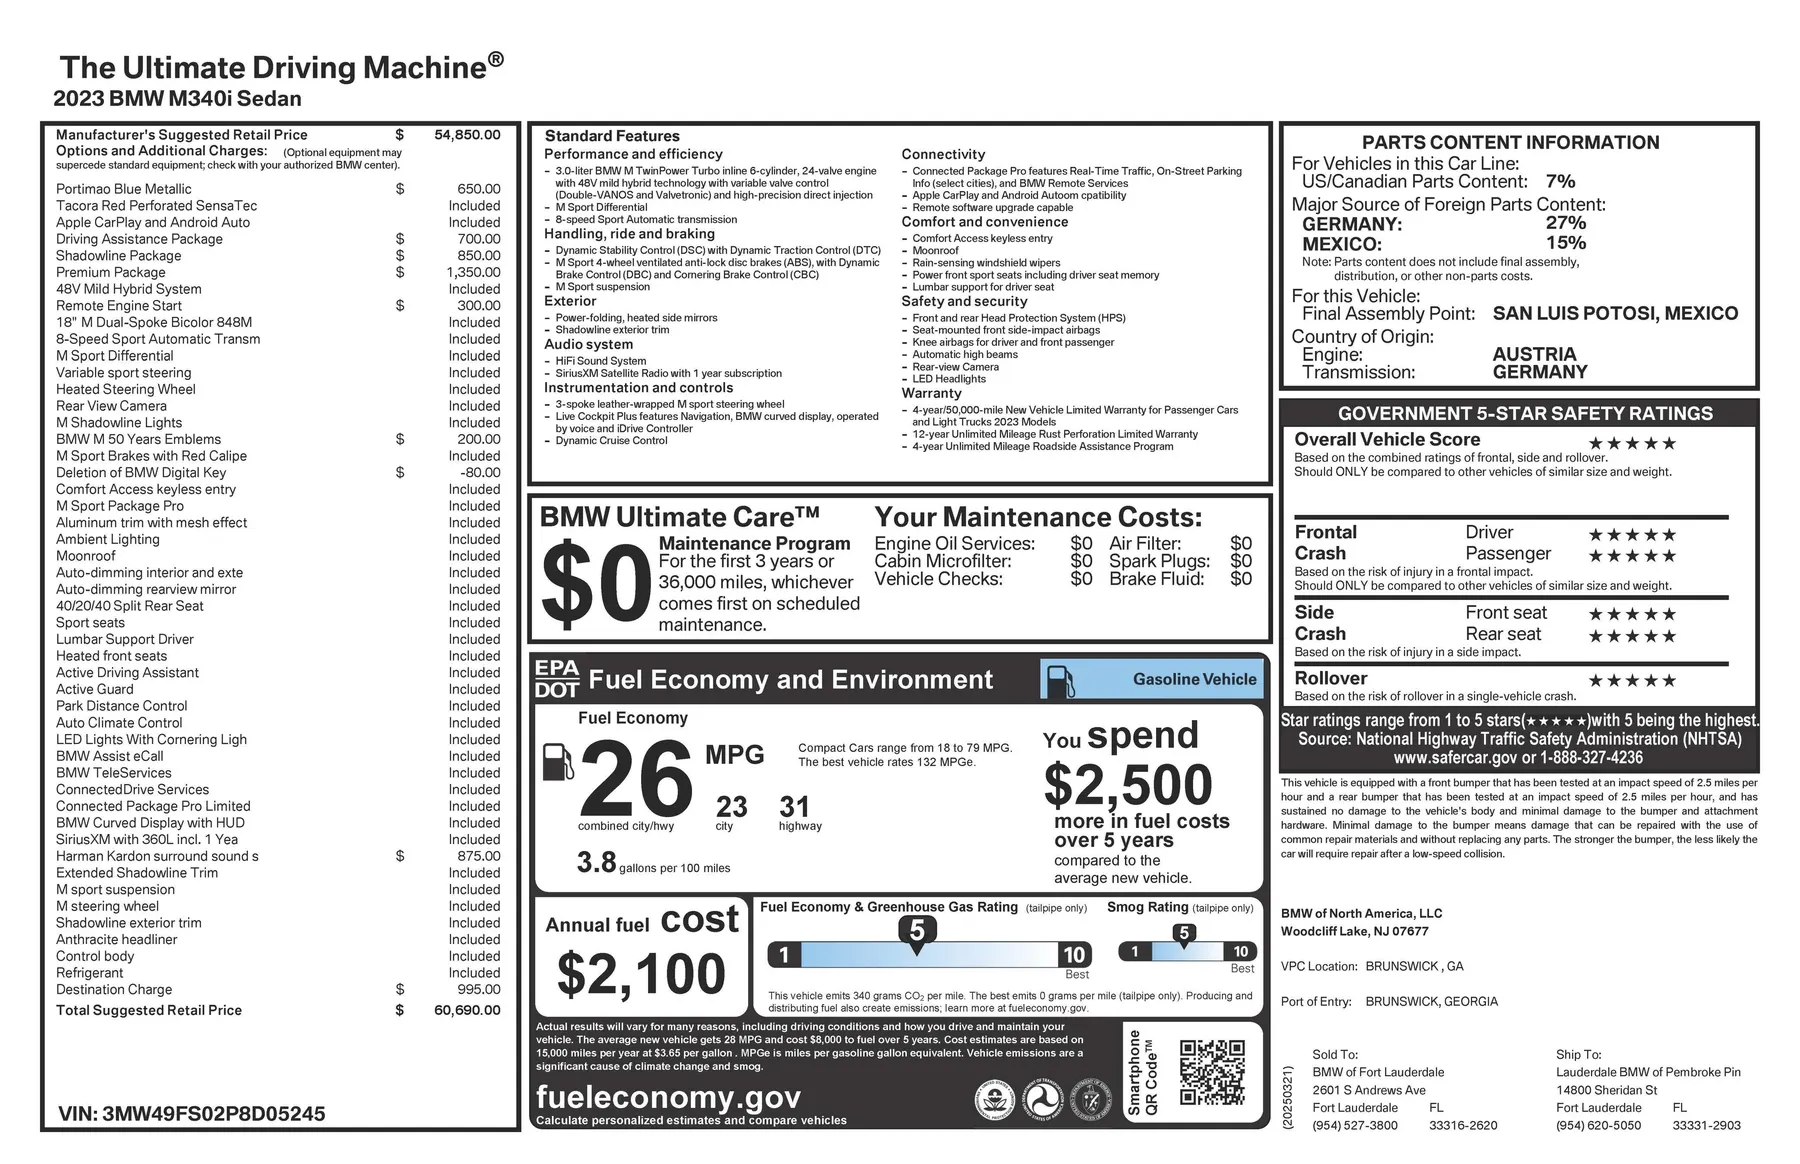 The Ultimate Driving Machine®
2023 BMW M340i Sedan
Manufacturer's Suggested Retail Price $ 54,850.00
Options and Additional Charges: (Optional equipment may
supercede standard equipment; check with your authorized BMW center).
Portimao Blue Metallic $ 650.00
Tacora Red Perforated SensaTec Included
Apple CarPlay and Android Auto Included
Driving Assistance Package $ 700.00
Shadowline Package $ 850.00
Premium Package $ 1,350.00
48V Mild Hybrid System Included
Remote Engine Start $ 300.00
18" M Dual-Spoke Bicolor 848M Included
8-Speed Sport Automatic Transm Included
M Sport Differential Included
Variable sport steering Included
Heated Steering Wheel Included
Rear View Camera Included
M Shadowline Lights Included
BMW M 50 Years Emblems $ 200.00
M Sport Brakes with Red Calipe Included
Deletion of BMW Digital Key $ -80.00
Comfort Access keyless entry Included
M Sport Package Pro Included
Aluminum trim with mesh effect Included
Ambient Lighting Included
Moonroof Included
Auto-dimming interior and exte Included
Auto-dimming rearview mirror Included
40/20/40 Split Rear Seat Included
Sport seats Included
Lumbar Support Driver Included
Heated front seats Included
Active Driving Assistant Included
Active Guard Included
Park Distance Control Included
Auto Climate Control Included
LED Lights With Cornering Ligh Included
BMW Assist eCall Included
BMW TeleServices Included
ConnectedDrive Services Included
Connected Package Pro Limited Included
BMW Curved Display with HUD Included
SiriusXM with 360L incl. 1 Yea Included
Harman Kardon surround sound s $ 875.00
Extended Shadowline Trim Included
M sport suspension Included
M steering wheel Included
Shadowline exterior trim Included
Anthracite headliner Included
Control body Included
Refrigerant Included
Destination Charge $ 995.00
Total Suggested Retail Price $ 60,690.00
VIN: 3MW49FS02P8D05245
Standard Features
Performance and efficiency
- 3.0-liter BMW M TwinPower Turbo inline 6-cylinder, 24-valve engine
with 48V mild hybrid technology with variable valve control
(Double-VANOS and Valvetronic) and high-precision direct injection
- M Sport Differential
- 8-speed Sport Automatic transmission
Handling, ride and braking
- Dynamic Stability Control (DSC) with Dynamic Traction Control (DTC)
- M Sport 4-wheel ventilated anti-lock disc brakes (ABS), with Dynamic
Brake Control (DBC) and Cornering Brake Control (CBC)
- M Sport suspension
Exterior
- Power-folding, heated side mirrors
- Shadowline exterior trim
Audio system
- HiFi Sound System
- SiriusXM Satellite Radio with 1 year subscription
Instrumentation and controls
- 3-spoke leather-wrapped M sport steering wheel
- Live Cockpit Plus features Navigation, BMW curved display, operated
by voice and iDrive Controller
- Dynamic Cruise Control
Connectivity
- Connected Package Pro features Real-Time Traffic, On-Street Parking
Info (select cities), and BMW Remote Services
- Apple CarPlay and Android Autoom cpatibility
- Remote software upgrade capable
Comfort and convenience
- Comfort Access keyless entry
- Moonroof
- Rain-sensing windshield wipers
- Power front sport seats including driver seat memory
- Lumbar support for driver seat
Safety and security
- Front and rear Head Protection System (HPS)
- Seat-mounted front side-impact airbags
- Knee airbags for driver and front passenger
- Automatic high beams
- Rear-view Camera
- LED Headlights
Warranty
- 4-year/50,000-mile New Vehicle Limited Warranty for Passenger Cars
and Light Trucks 2023 Models
- 12-year Unlimited Mileage Rust Perforation Limited Warranty
- 4-year Unlimited Mileage Roadside Assistance Program
BMW Ultimate Care™
$0
Maintenance Program
For the first 3 years or
36,000 miles, whichever
comes first on scheduled
maintenance.
Your Maintenance Costs:
Engine Oil Services: $0 Air Filter: $0
Cabin Microfilter: $0 Spark Plugs: $0
Vehicle Checks: $0 Brake Fluid: $0
EPA
DOT
Fuel Economy and Environment
Gasoline Vehicle
Fuel Economy
26 MPG
combined city/hwy
23
city
31
highway
3.8 gallons per 100 miles
Compact Cars range from 18 to 79 MPG.
The best vehicle rates 132 MPGe.
You spend
$2,500
more in fuel costs
over 5 years
compared to the
average new vehicle.
Annual fuel cost
$2,100
Fuel Economy & Greenhouse Gas Rating (tailpipe only)
5
1 10
Best
Smog Rating (tailpipe only)
5
1 10
Best
This vehicle emits 340 grams CO₂ per mile. The best emits 0 grams per mile (tailpipe only). Producing and
distributing fuel also create emissions; learn more at fueleconomy.gov.
Actual results will vary for many reasons, including driving conditions and how you drive and maintain your
vehicle. The average new vehicle gets 28 MPG and cost $8,000 to fuel over 5 years. Cost estimates are based on
15,000 miles per year at $3.65 per gallon . MPGe is miles per gasoline gallon equivalent. Vehicle emissions are a
significant cause of climate change and smog.
fueleconomy.gov
Calculate personalized estimates and compare vehicles
Smartphone
QR Code™
PARTS CONTENT INFORMATION
For Vehicles in this Car Line:
US/Canadian Parts Content: 7%
Major Source of Foreign Parts Content:
GERMANY: 27%
MEXICO: 15%
Note: Parts content does not include final assembly,
distribution, or other non-parts costs.
For this Vehicle:
Final Assembly Point: SAN LUIS POTOSI, MEXICO
Country of Origin:
Engine: AUSTRIA
Transmission: GERMANY
GOVERNMENT 5-STAR SAFETY RATINGS
Overall Vehicle Score ★★★★★
Based on the combined ratings of frontal, side and rollover.
Should ONLY be compared to other vehicles of similar size and weight.
Frontal Driver ★★★★★
Crash Passenger ★★★★★
Based on the risk of injury in a frontal impact.
Should ONLY be compared to other vehicles of similar size and weight.
Side Front seat ★★★★★
Crash Rear seat ★★★★★
Based on the risk of injury in a side impact.
Rollover ★★★★★
Based on the risk of rollover in a single-vehicle crash.
Star ratings range from 1 to 5 stars(★★★★★)with 5 being the highest.
Source: National Highway Traffic Safety Administration (NHTSA)
www.safercar.gov or 1-888-327-4236
This vehicle is equipped with a front bumper that has been tested at an impact speed of 2.5 miles per
hour and a rear bumper that has been tested at an impact speed of 2.5 miles per hour, and has
sustained no damage to the vehicle's body and minimal damage to the bumper and attachment
hardware. Minimal damage to the bumper means damage that can be repaired with the use of
common repair materials and without replacing any parts. The stronger the bumper, the less likely the
car will require repair after a low-speed collision.
BMW of North America, LLC
Woodcliff Lake, NJ 07677
VPC Location: BRUNSWICK , GA
Port of Entry: BRUNSWICK, GEORGIA
(20250321)
Sold To:
BMW of Fort Lauderdale
2601 S Andrews Ave
Fort Lauderdale FL
(954) 527-3800 33316-2620
Ship To:
Lauderdale BMW of Pembroke Pin
14800 Sheridan St
Fort Lauderdale FL
(954) 620-5050 33331-2903